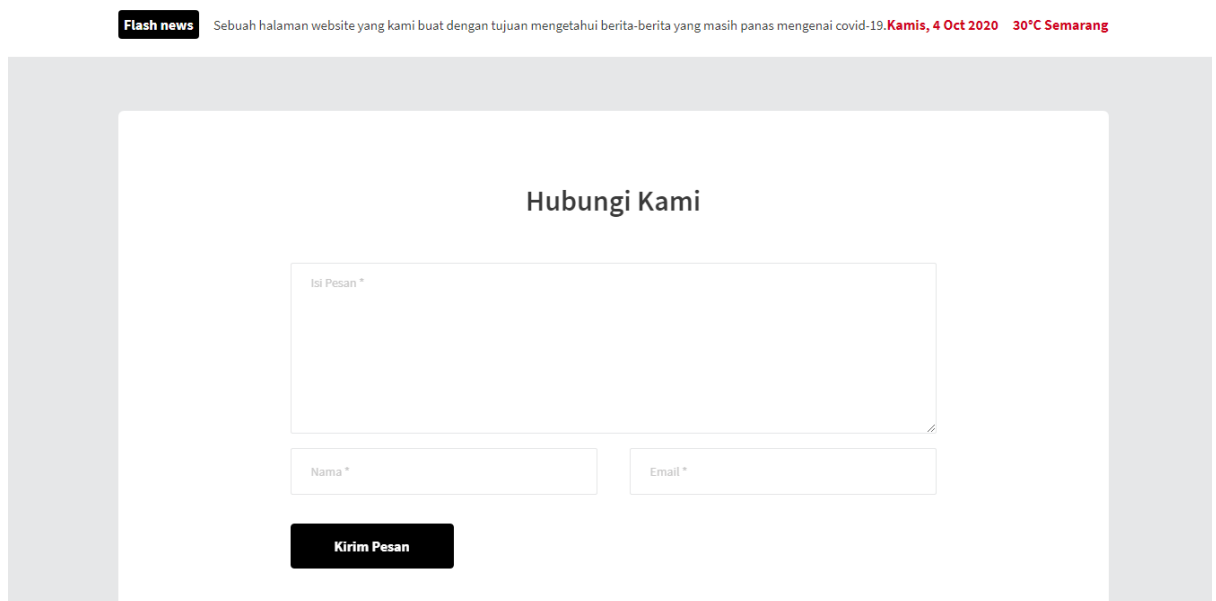 Flash news Sebuah halaman website yang kami buat dengan tujuan mengetahui berita-berita yang masih panas mengenai covid-19.Kamis, 4 Oct 2020 30°C Semarang
Hubungi Kami
Isi Pesan *
Nama * Email *
Kirim Pesan